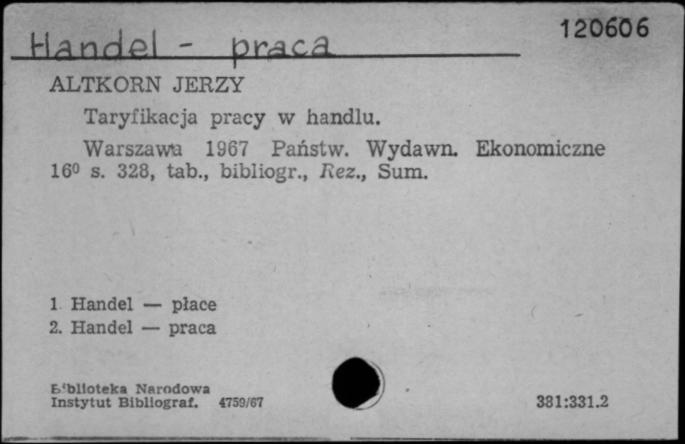 Handel - praca
120606
ALTKORN JERZY
Taryfikacja pracy w handlu.
Warszawa 1967 Państw. Wydawn. Ekonomiczne
16⁰ s. 328, tab., bibliogr., Rez., Sum.
1. Handel — płace
2. Handel — praca
Biblioteka Narodowa
Instytut Bibliograf. 4759/67
381:331.2